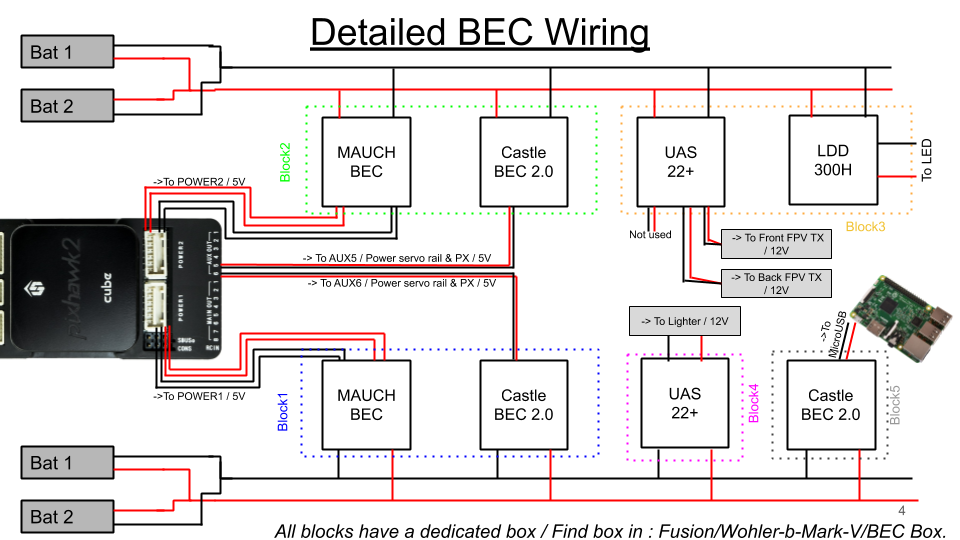 Detailed BEC Wiring
Bat 1
Bat 2
Block2
MAUCH
BEC
Castle
BEC 2.0
UAS
22+
LDD
300H
To LED
Block3
->To POWER2 / 5V
Not used
-> To Front FPV TX
/ 12V
-> To Back FPV TX
/ 12V
-> To AUX5 / Power servo rail & PX / 5V
-> To AUX6 / Power servo rail & PX / 5V
pixhawk2
cube
POWER2
POWER1
AUX OUT
1 2 3 4 5 6
MAIN OUT
1 2 3 4 5 6 7 8
SBUSo
CONS
RCIN
-> To Lighter / 12V
->To
MicroUSB
->To POWER1 / 5V
Block1
MAUCH
BEC
Castle
BEC 2.0
UAS
22+
Block4
Castle
BEC 2.0
Block5
Bat 1
Bat 2
4
All blocks have a dedicated box / Find box in : Fusion/Wohler-b-Mark-V/BEC Box.